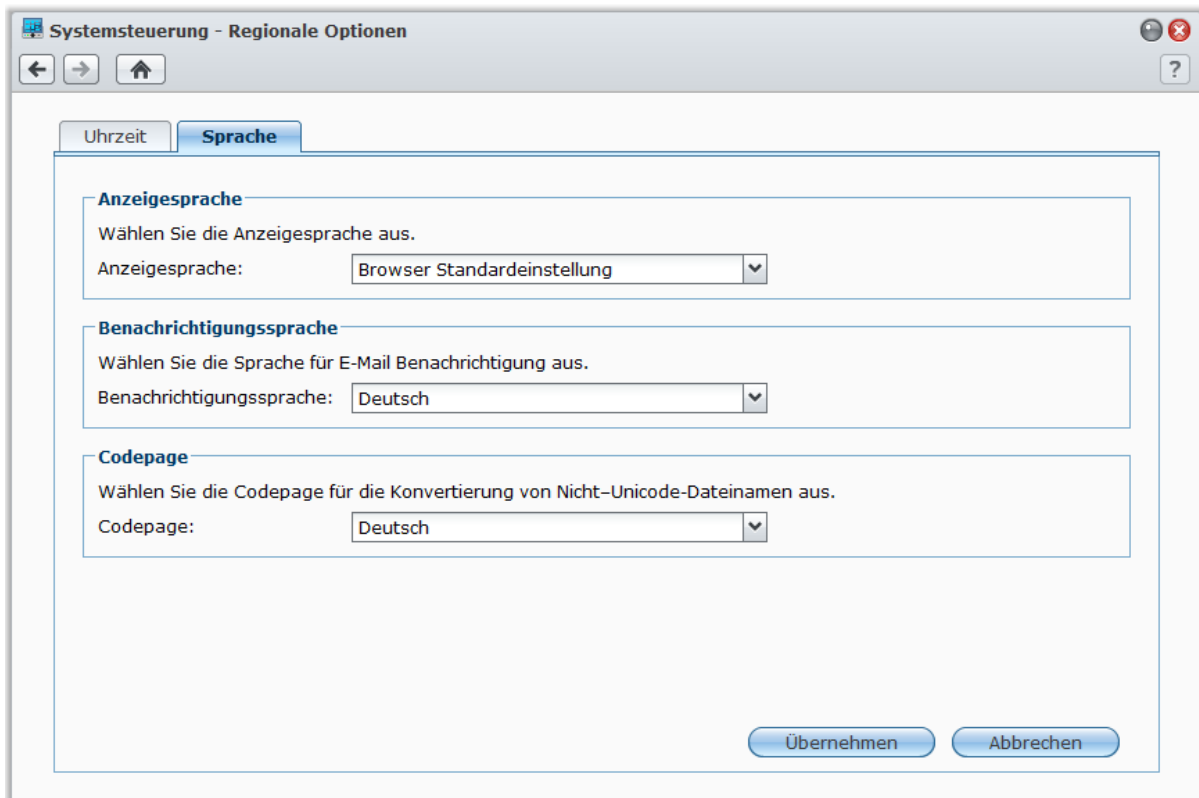 Systemsteuerung - Regionale Optionen
?
Uhrzeit Sprache
Anzeigesprache
Wählen Sie die Anzeigesprache aus.
Anzeigesprache: Browser Standardeinstellung
Benachrichtigungssprache
Wählen Sie die Sprache für E-Mail Benachrichtigung aus.
Benachrichtigungssprache: Deutsch
Codepage
Wählen Sie die Codepage für die Konvertierung von Nicht–Unicode-Dateinamen aus.
Codepage: Deutsch
Übernehmen Abbrechen